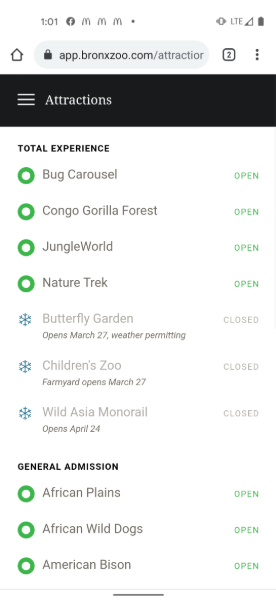 1:01 LTE
app.bronxzoo.com/attraction 2
Attractions
TOTAL EXPERIENCE
Bug Carousel OPEN
Congo Gorilla Forest OPEN
JungleWorld OPEN
Nature Trek OPEN
Butterfly Garden CLOSED
Opens March 27, weather permitting
Children's Zoo CLOSED
Farmyard opens March 27
Wild Asia Monorail CLOSED
Opens April 24
GENERAL ADMISSION
African Plains OPEN
African Wild Dogs OPEN
American Bison OPEN